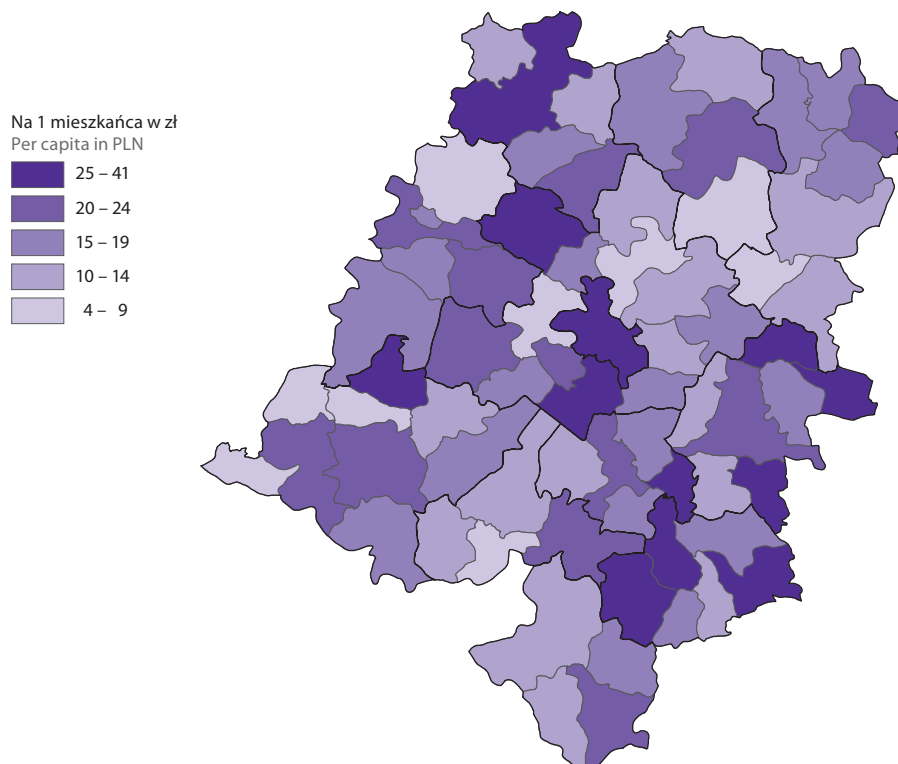 Na 1 mieszkańca w zł
Per capita in PLN
25 – 41
20 – 24
15 – 19
10 – 14
4 – 9